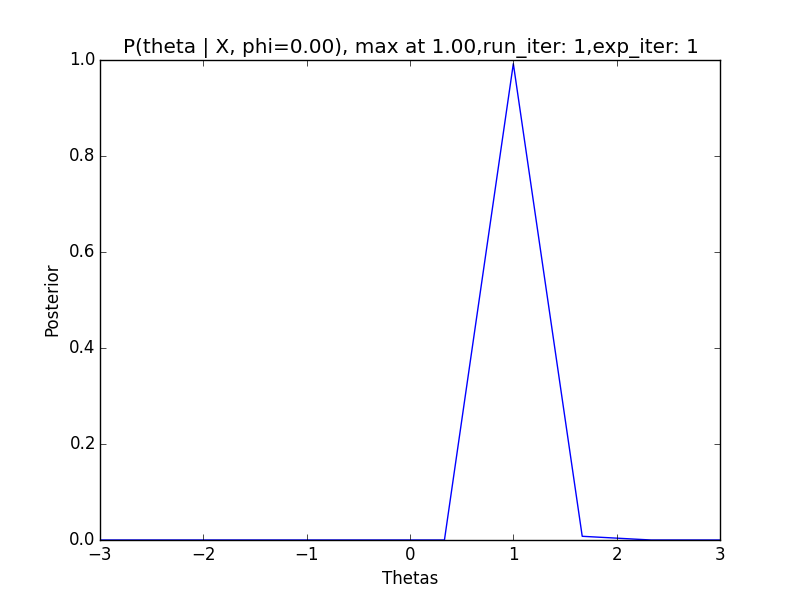 P(theta | X, phi=0.00), max at 1.00,run_iter: 1,exp_iter: 1
1.0
0.8
0.6
0.4
0.2
0.0
Posterior
−3 −2 −1 0 1 2 3
Thetas